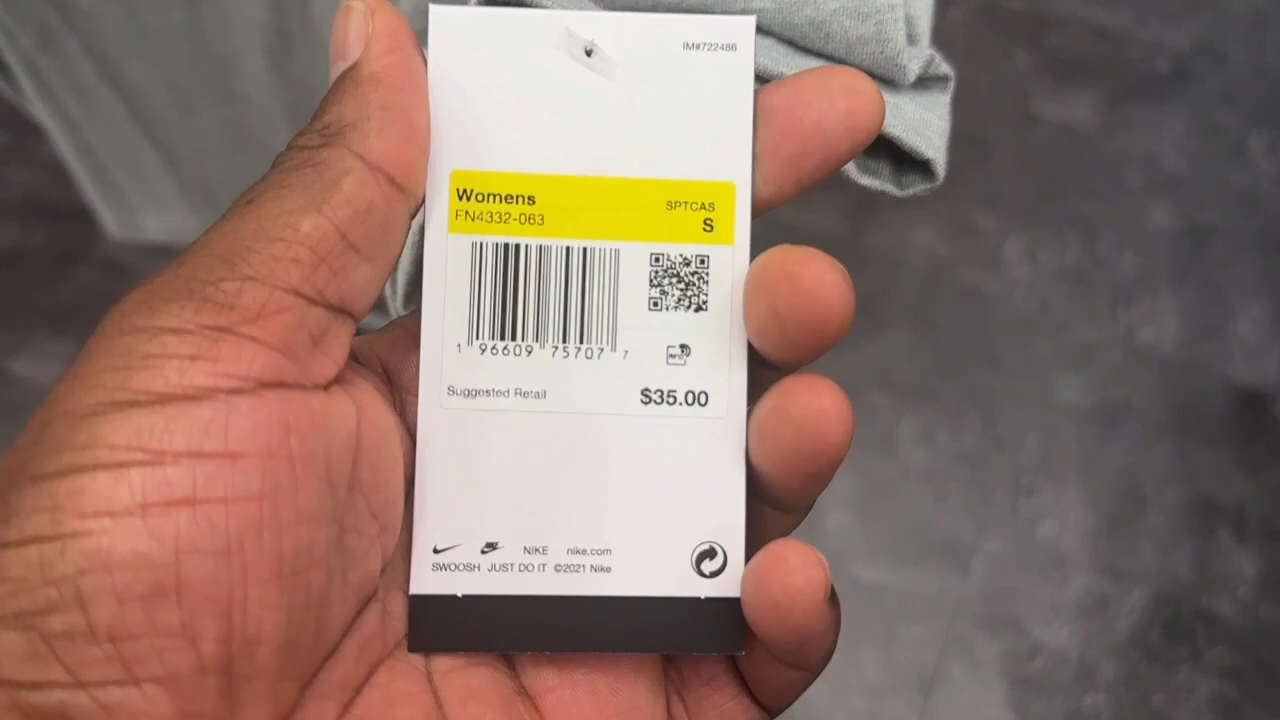 IM#722486
Womens
FN4332-063
SPTCAS
S
1 96609 75707 7
RFID
Suggested Retail
$35.00
NIKE nike.com
SWOOSH JUST DO IT ©2021 Nike